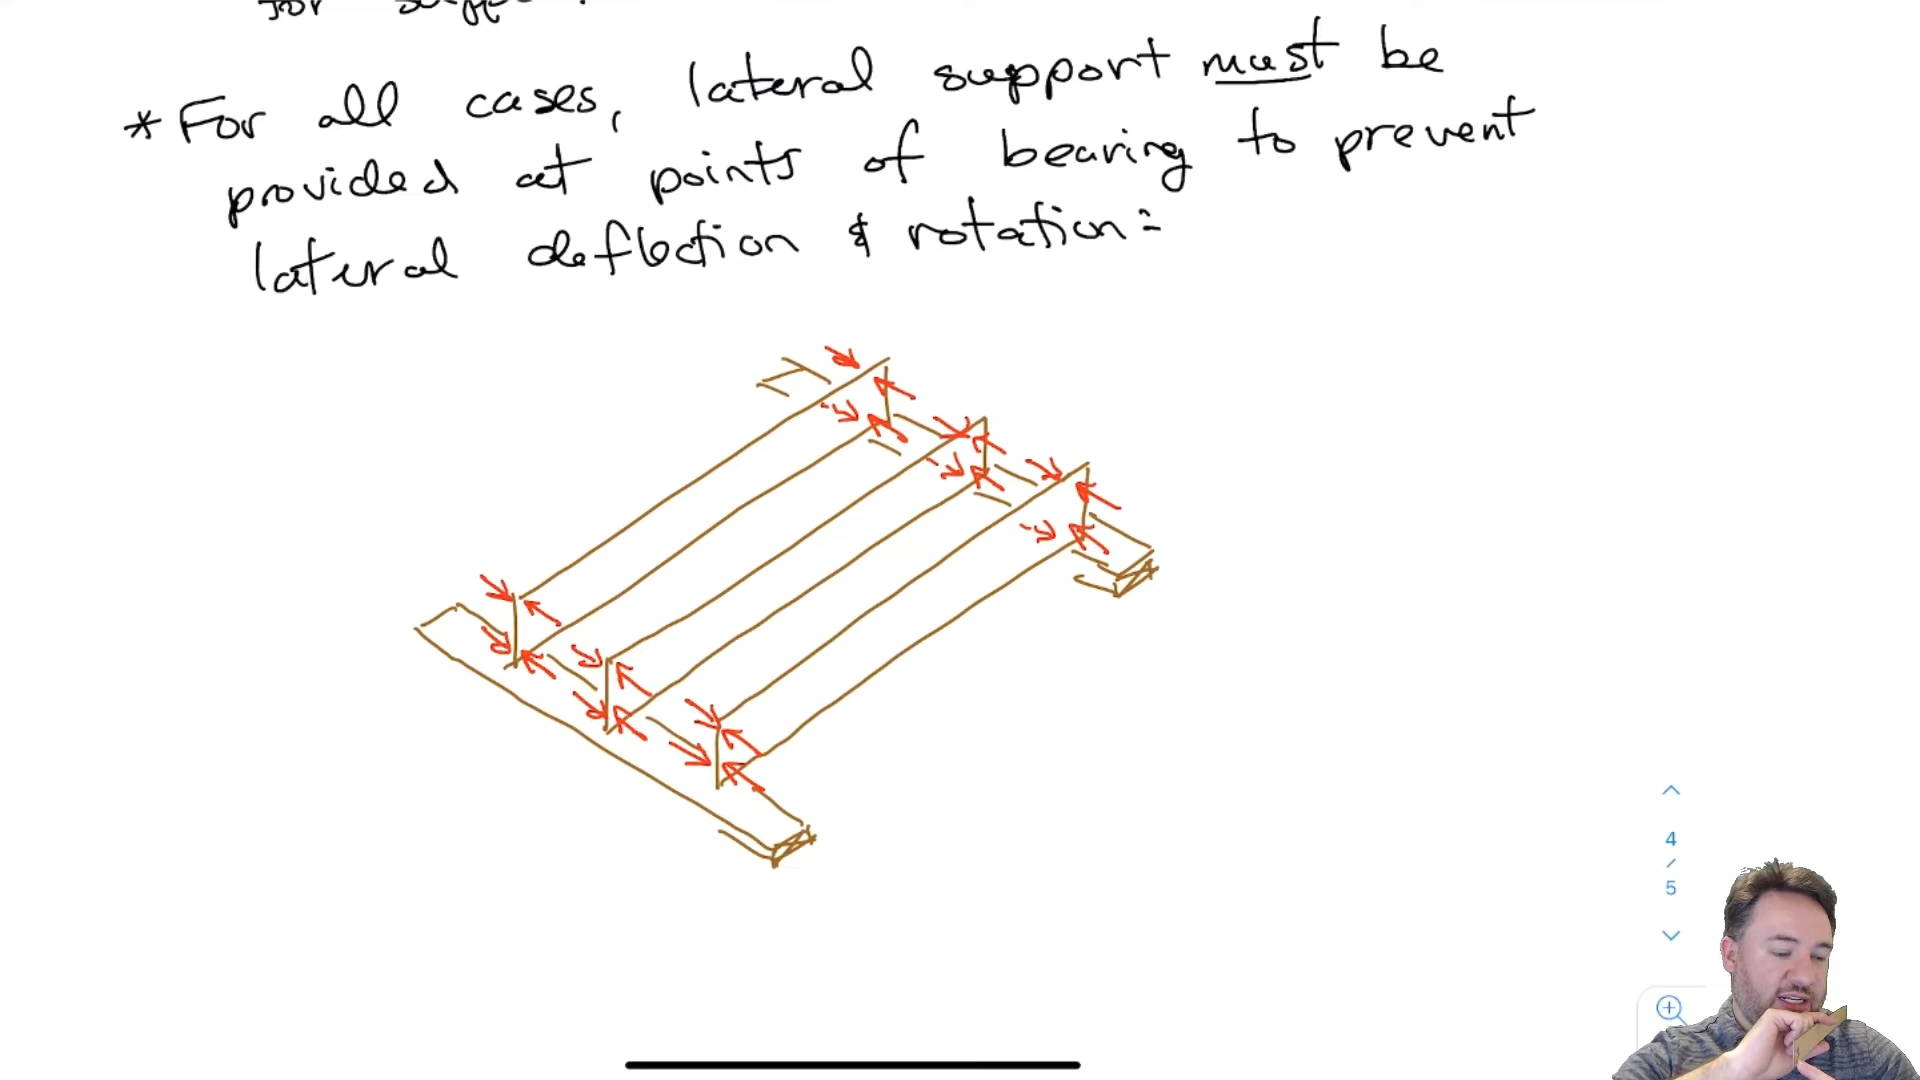 for
* For all cases, lateral support must be
provided at points of bearing to prevent
lateral deflection & rotation:
4
/
5